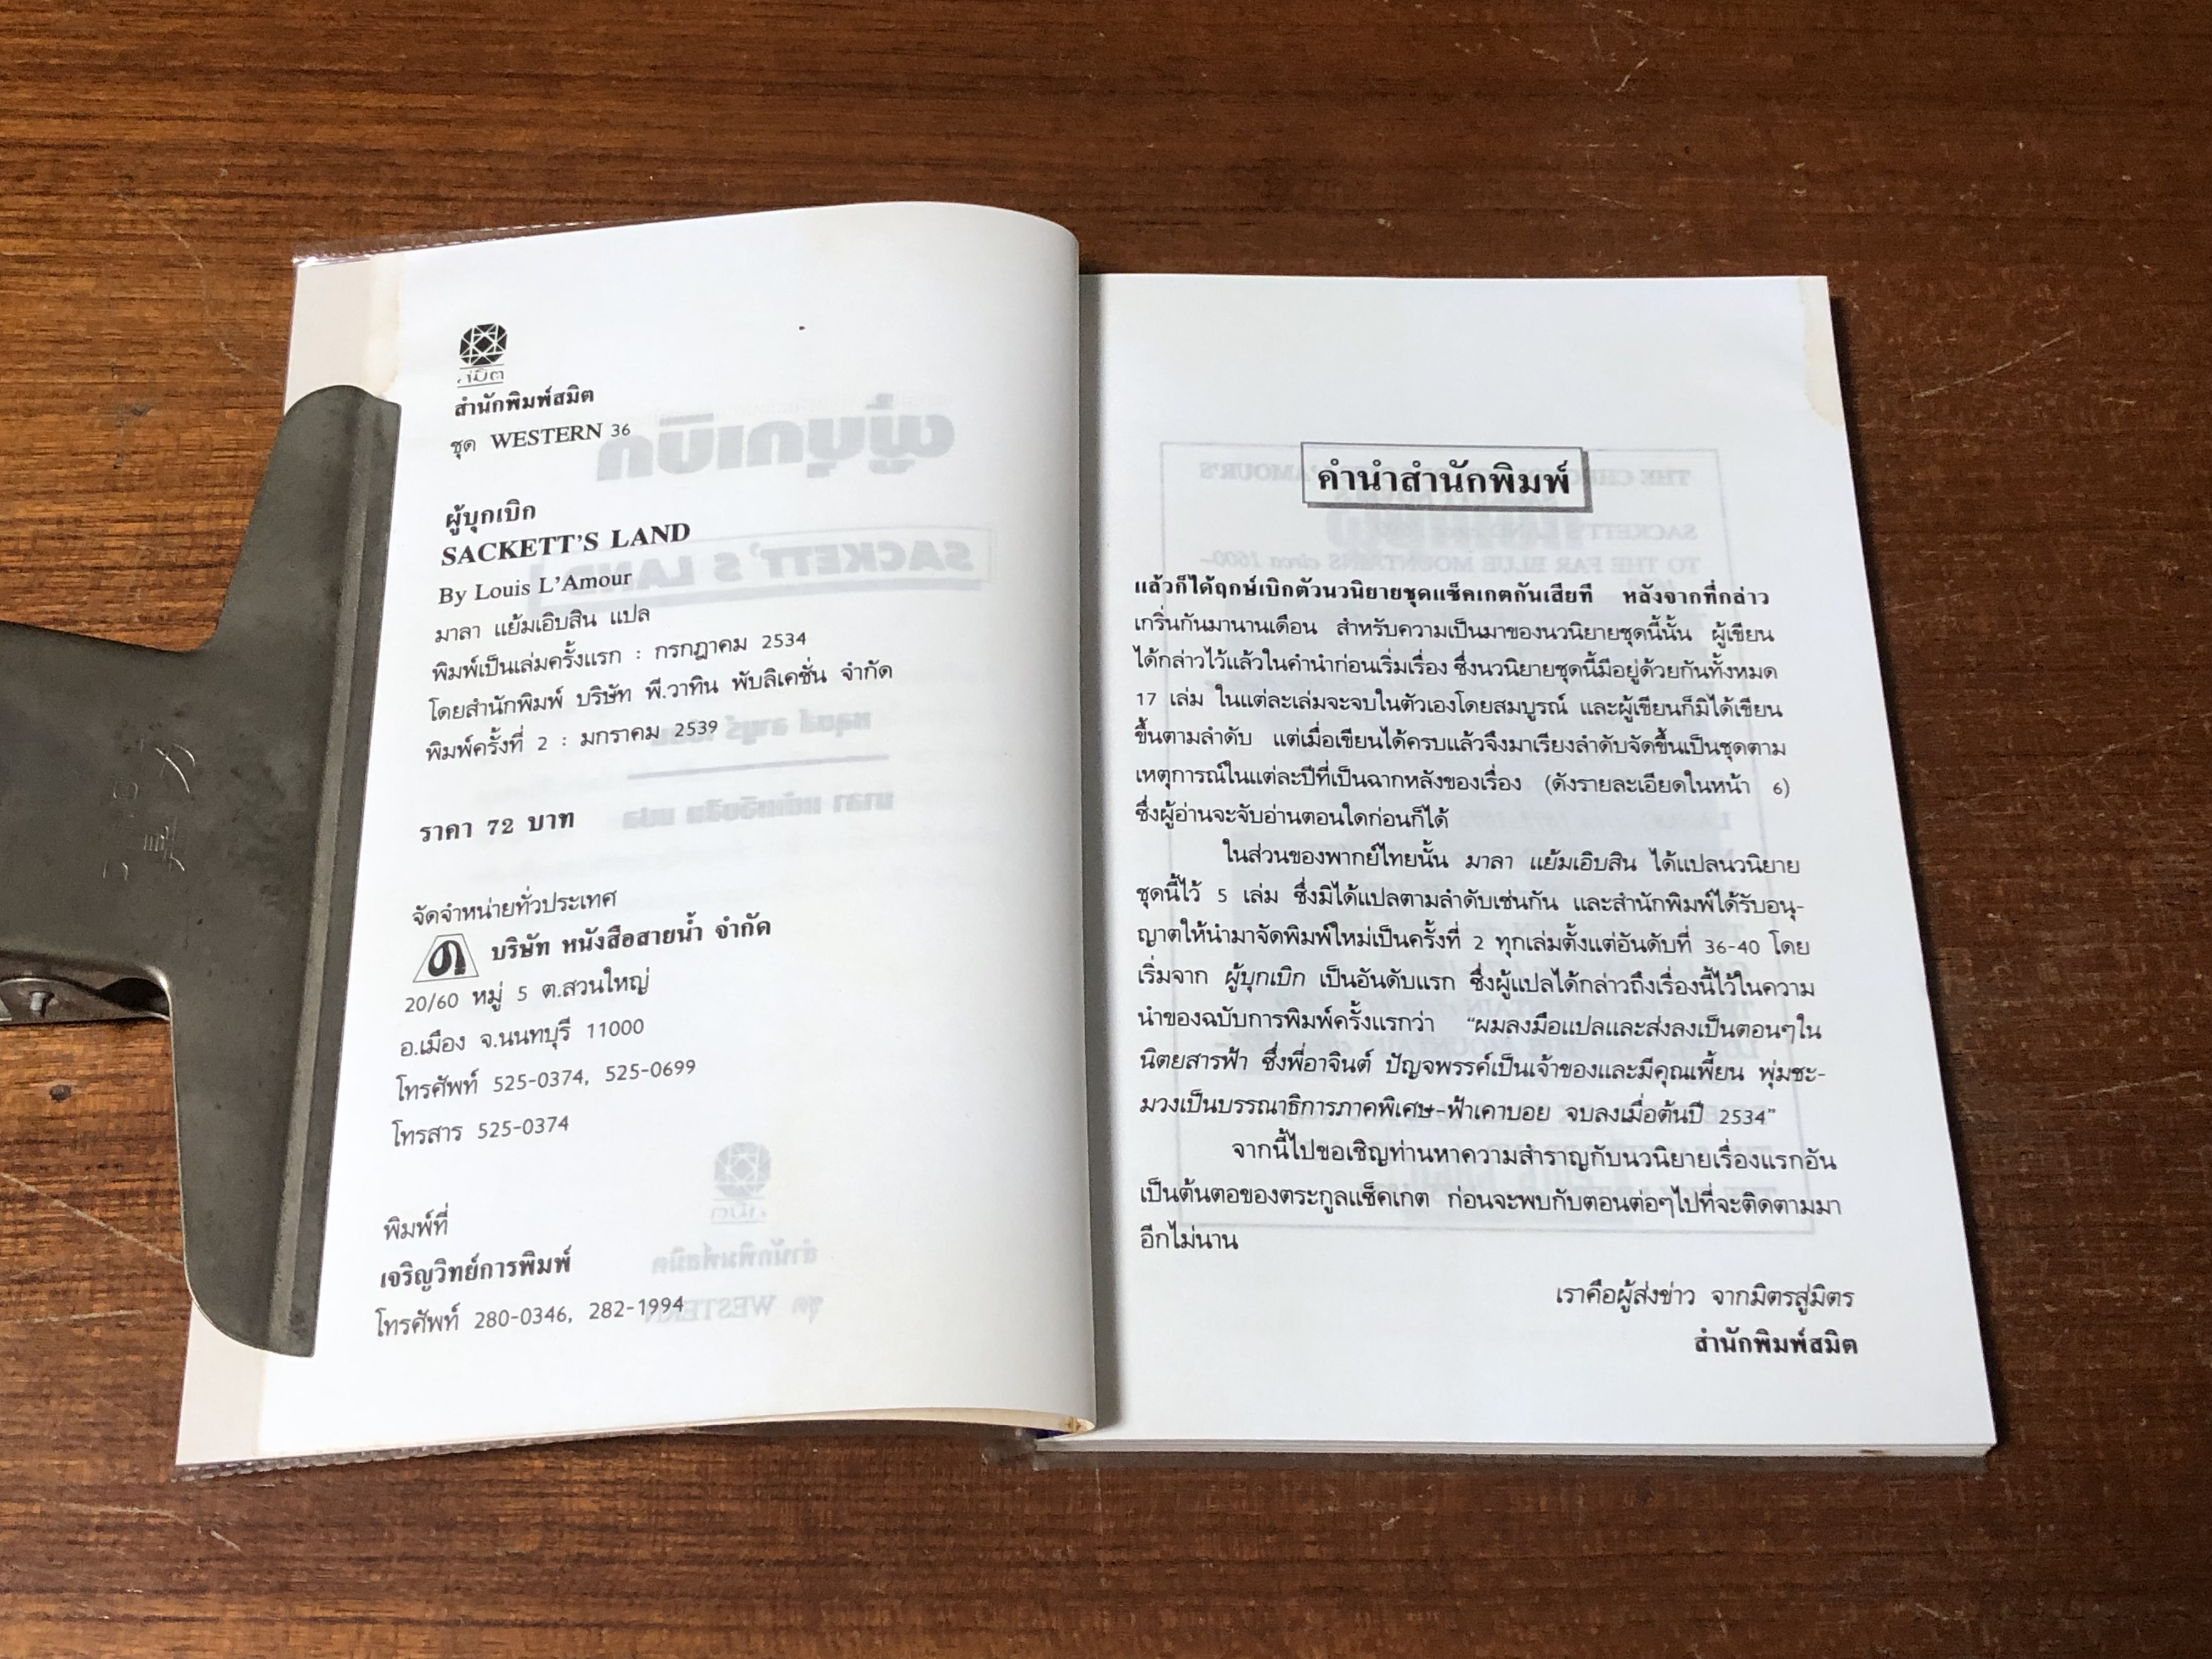 สมิต
สำนักพิมพ์สมิต
ชุด WESTERN 36
ผู้บุกเบิก
SACKETT'S LAND
By Louis L'Amour
มาลา แย้มเอิบสิน แปล
พิมพ์เป็นเล่มครั้งแรก : กรกฎาคม 2534
โดยสำนักพิมพ์ บริษัท พี.วาทิน พับลิเคชั่น จำกัด
พิมพ์ครั้งที่ 2 : มกราคม 2539
ราคา 72 บาท
จัดจำหน่ายทั่วประเทศ
บริษัท หนังสือสายน้ำ จำกัด
20/60 หมู่ 5 ต.สวนใหญ่
อ.เมือง จ.นนทบุรี 11000
โทรศัพท์ 525-0374, 525-0699
โทรสาร 525-0374
พิมพ์ที่
เจริญวิทย์การพิมพ์
โทรศัพท์ 280-0346, 282-1994
คำนำสำนักพิมพ์
แล้วก็ได้ฤกษ์เบิกตัวนวนิยายชุดแซ็คเกตกันเสียที หลังจากที่กล่าว
เกริ่นกันมานานเดือน สำหรับความเป็นมาของนวนิยายชุดนี้นั้น ผู้เขียน
ได้กล่าวไว้แล้วในคำนำก่อนเริ่มเรื่อง ซึ่งนวนิยายชุดนี้มีอยู่ด้วยกันทั้งหมด
17 เล่ม ในแต่ละเล่มจะจบในตัวเองโดยสมบูรณ์ และผู้เขียนก็มิได้เขียน
ขึ้นตามลำดับ แต่เมื่อเขียนได้ครบแล้วจึงมาเรียงลำดับจัดขึ้นเป็นชุดตาม
เหตุการณ์ในแต่ละปีที่เป็นฉากหลังของเรื่อง (ดังรายละเอียดในหน้า 6)
ซึ่งผู้อ่านจะจับอ่านตอนใดก่อนก็ได้
ในส่วนของพากย์ไทยนั้น มาลา แย้มเอิบสิน ได้แปลนวนิยาย
ชุดนี้ไว้ 5 เล่ม ซึ่งมิได้แปลตามลำดับเช่นกัน และสำนักพิมพ์ได้รับอนุ-
ญาตให้นำมาจัดพิมพ์ใหม่เป็นครั้งที่ 2 ทุกเล่มตั้งแต่อันดับที่ 36-40 โดย
เริ่มจาก ผู้บุกเบิก เป็นอันดับแรก ซึ่งผู้แปลได้กล่าวถึงเรื่องนี้ไว้ในความ
นำของฉบับการพิมพ์ครั้งแรกว่า “ผมลงมือแปลและส่งลงเป็นตอนๆใน
นิตยสารฟ้า ซึ่งพี่อาจินต์ ปัญจพรรค์เป็นเจ้าของและมีคุณเพี้ยน พุ่มชะ-
มวงเป็นบรรณาธิการภาคพิเศษ-ฟ้าเคาบอย จบลงเมื่อต้นปี 2534”
จากนี้ไปขอเชิญท่านหาความสำราญกับนวนิยายเรื่องแรกอัน
เป็นต้นตอของตระกูลแซ็คเกต ก่อนจะพบกับตอนต่อๆไปที่จะติดตามมา
อีกไม่นาน
เราคือผู้ส่งข่าว จากมิตรสู่มิตร
สำนักพิมพ์สมิต